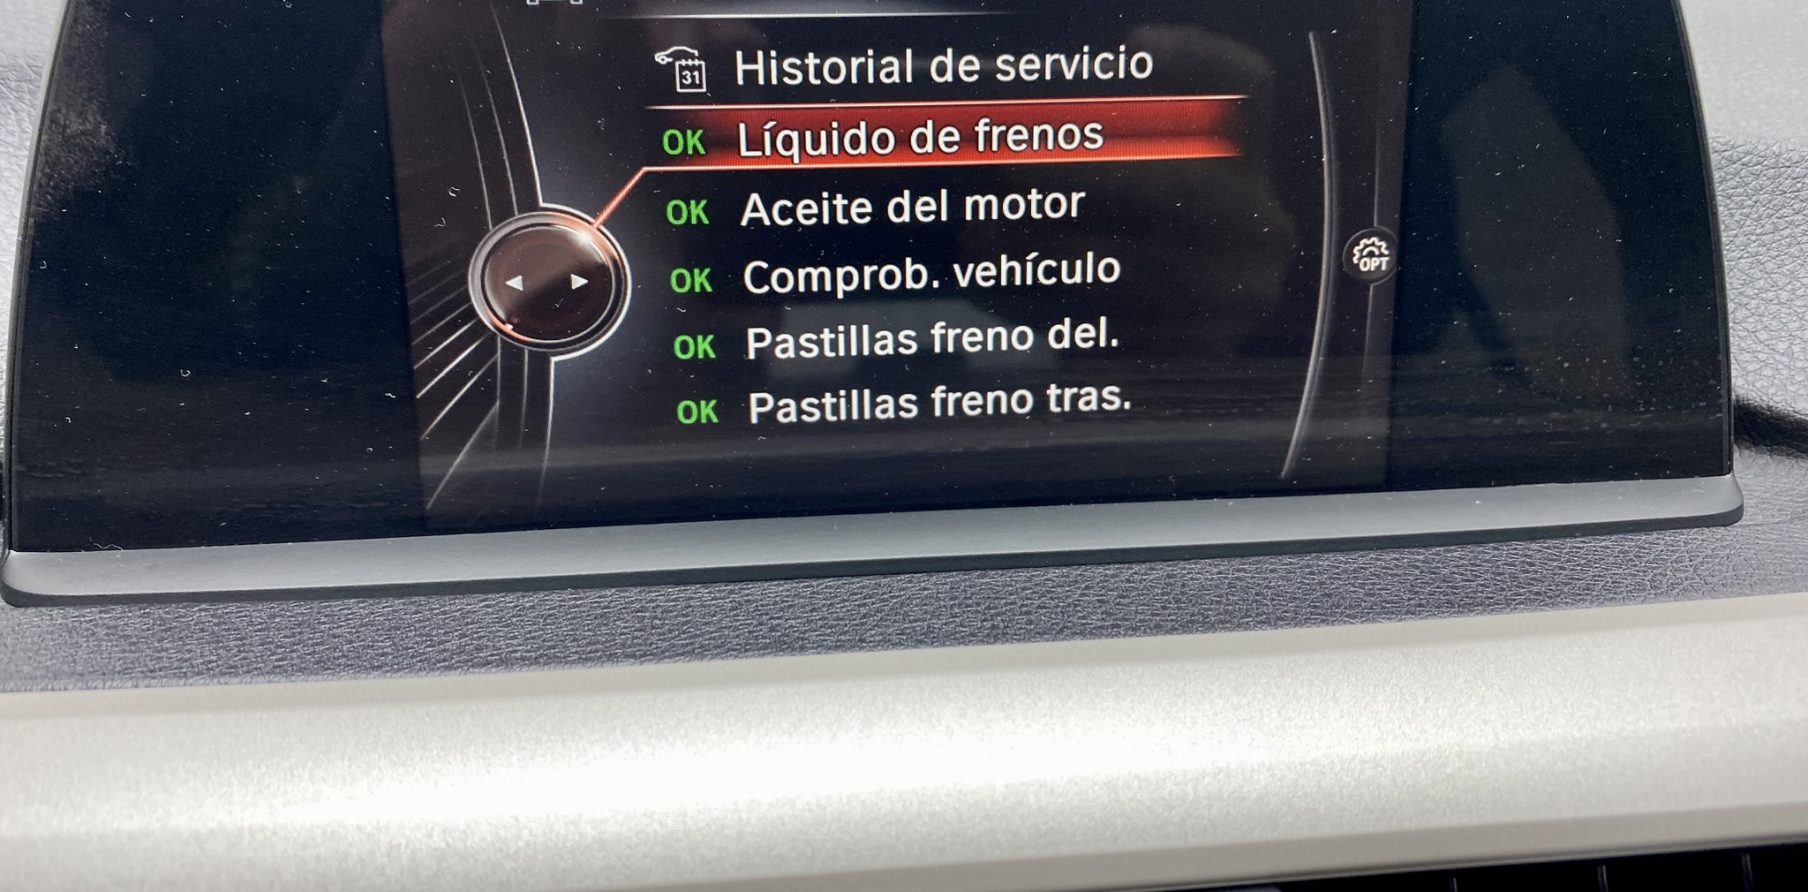 31 Historial de servicio
OK Líquido de frenos
OK Aceite del motor
OK Comprob. vehículo
OPT
OK Pastillas freno del.
OK Pastillas freno tras.